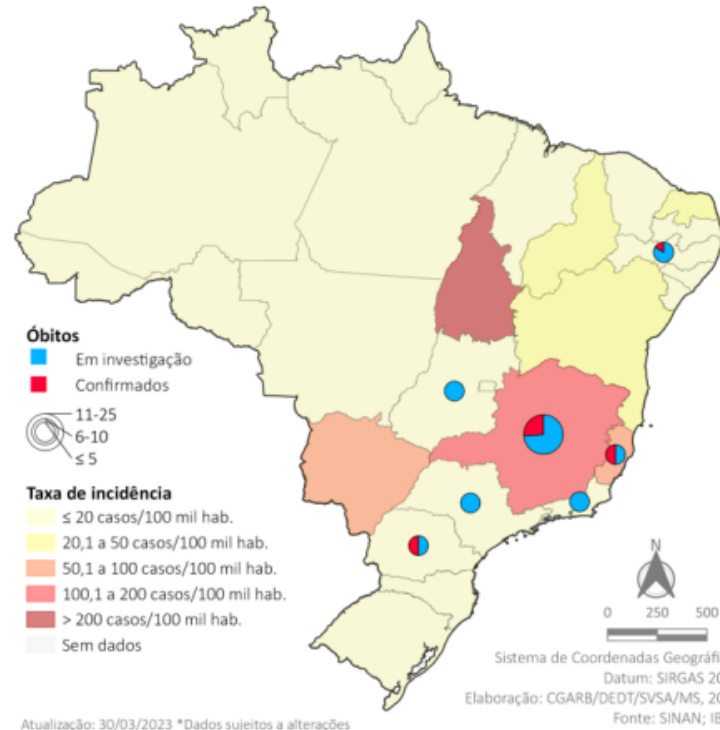 Óbitos
Em investigação
Confirmados
11-25
6-10
≤ 5
Taxa de incidência
≤ 20 casos/100 mil hab.
20,1 a 50 casos/100 mil hab.
50,1 a 100 casos/100 mil hab.
100,1 a 200 casos/100 mil hab.
> 200 casos/100 mil hab.
Sem dados
N
0 250 500
Sistema de Coordenadas Geográfi
Datum: SIRGAS 20
Elaboração: CGARB/DEDT/SVSA/MS, 20
Fonte: SINAN; IB
Atualização: 30/03/2023 *Dados sujeitos a alterações